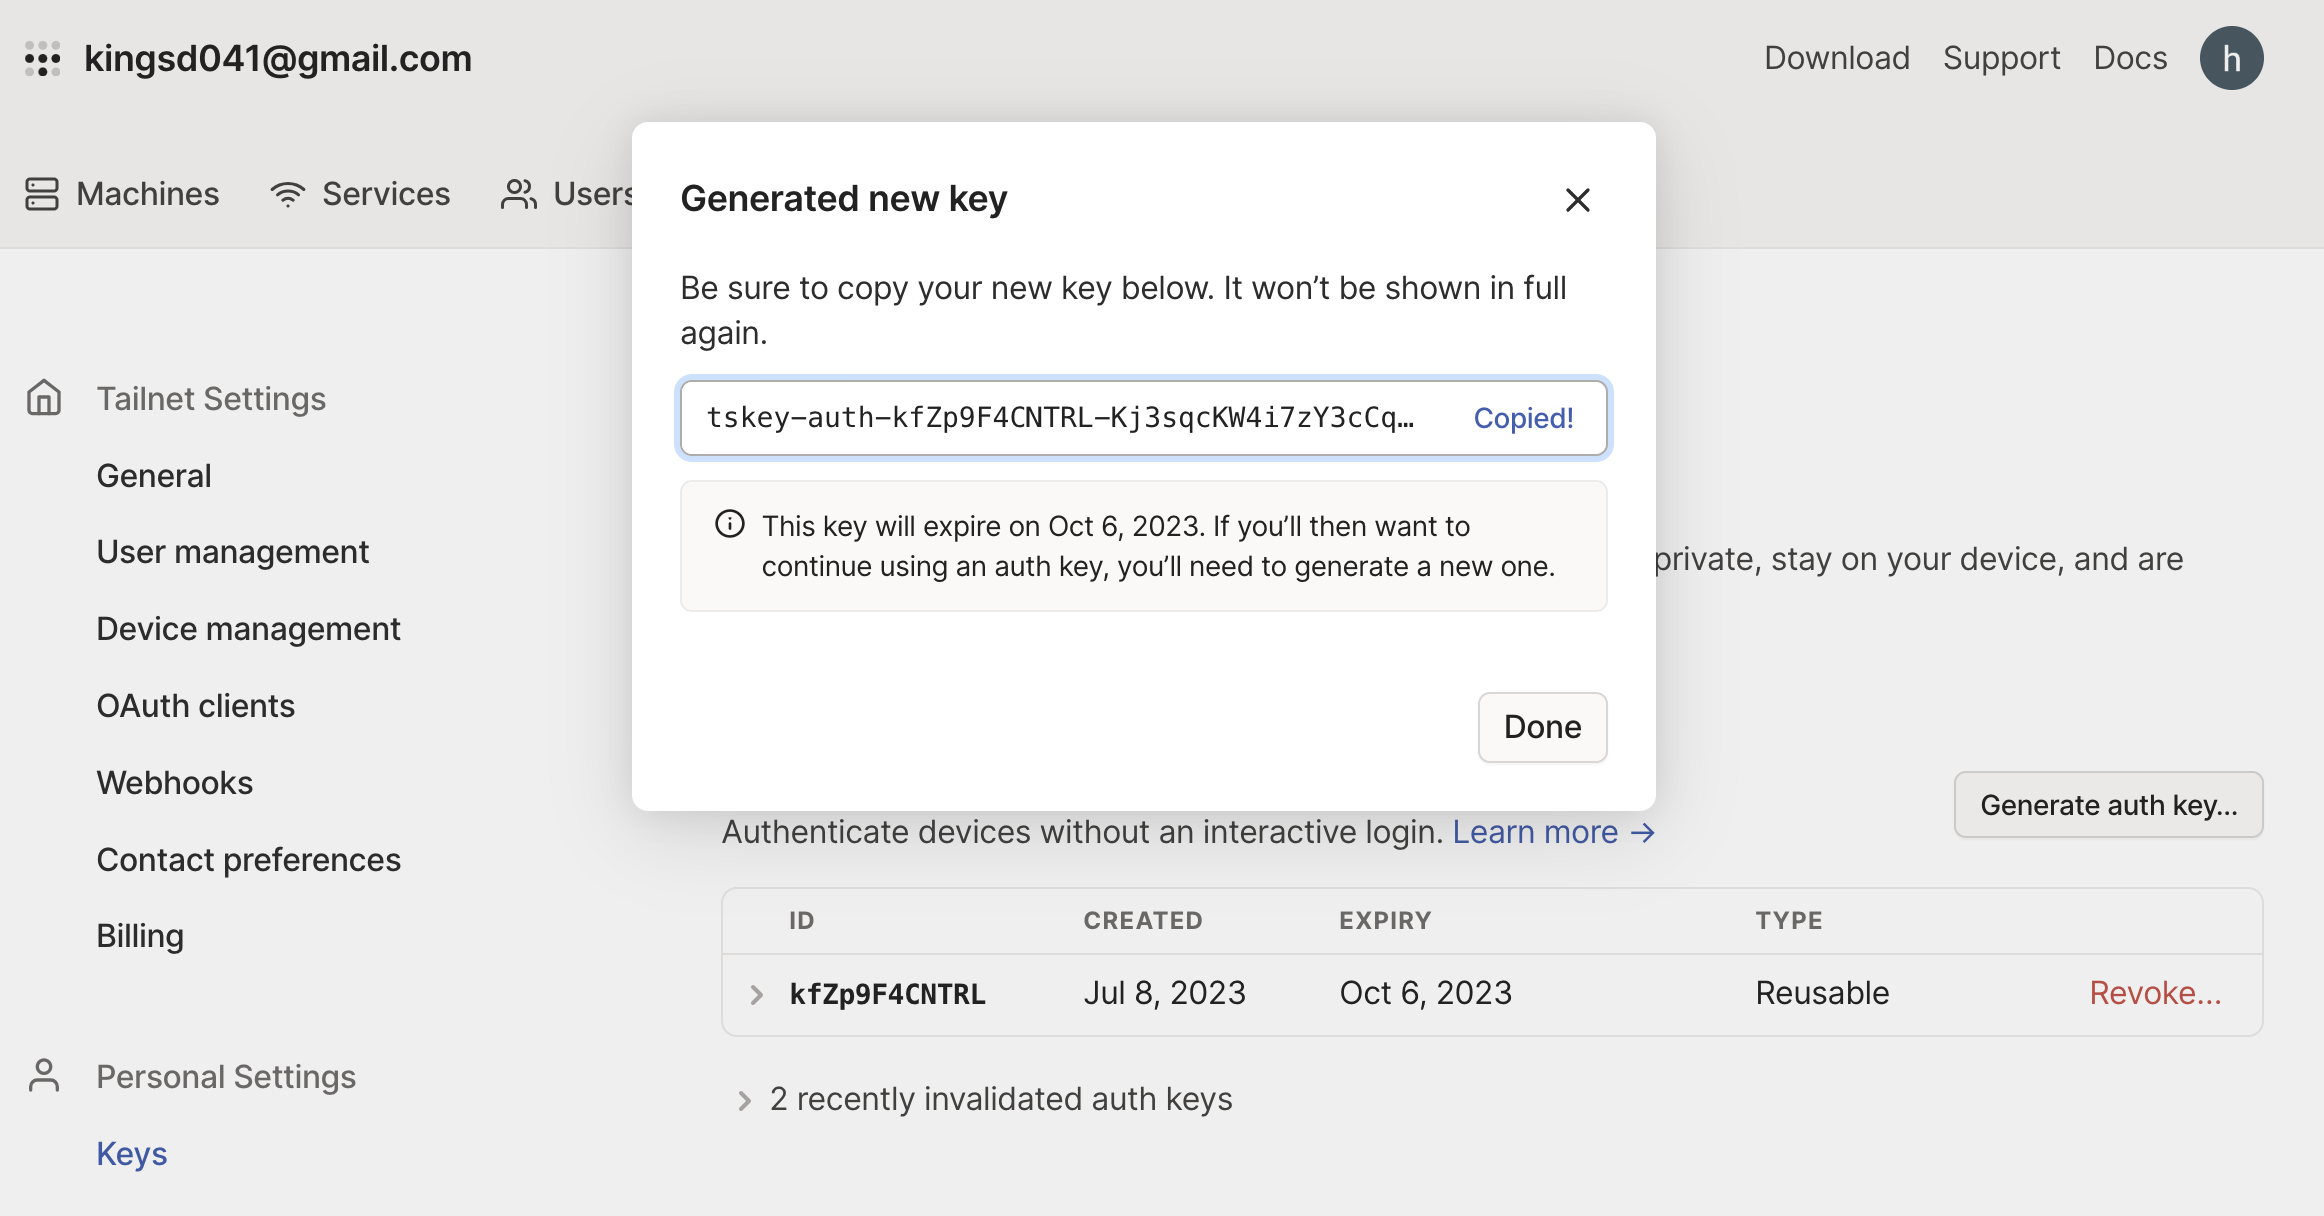 kingsd041@gmail.com
Download Support Docs h
Machines Services Users
Generated new key
Be sure to copy your new key below. It won’t be shown in full
again.
tskey-auth-kfZp9F4CNTRL-Kj3sqcKW4i7zY3cCq… Copied!
This key will expire on Oct 6, 2023. If you’ll then want to
continue using an auth key, you’ll need to generate a new one.
Done
Tailnet Settings
General
User management
Device management
OAuth clients
Webhooks
Contact preferences
Billing
Personal Settings
Keys
private, stay on your device, and are
Generate auth key…
Authenticate devices without an interactive login. Learn more →
ID CREATED EXPIRY TYPE
kfZp9F4CNTRL Jul 8, 2023 Oct 6, 2023 Reusable Revoke…
2 recently invalidated auth keys